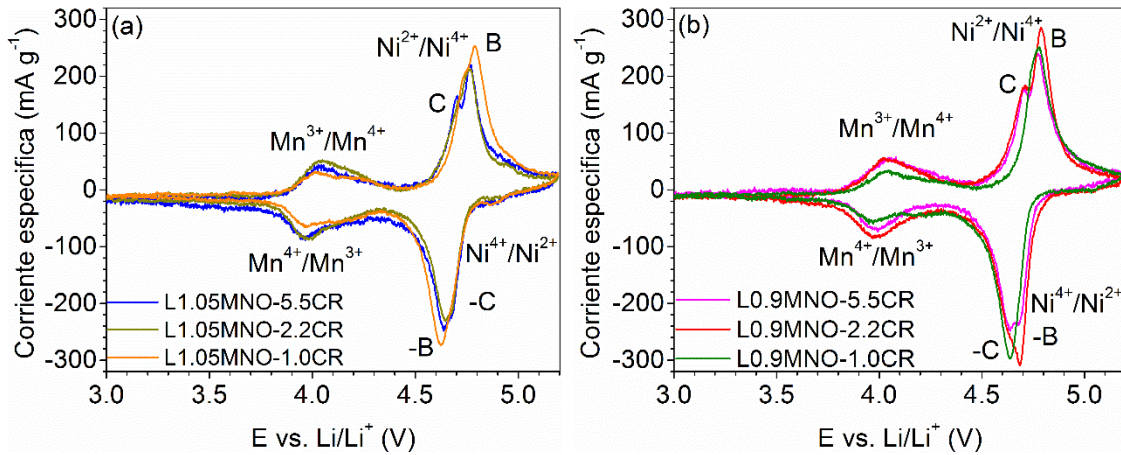 (a)
Ni²⁺/Ni⁴⁺
B
C
Mn³⁺/Mn⁴⁺
Mn⁴⁺/Mn³⁺
Ni⁴⁺/Ni²⁺
-C
-B
L1.05MNO-5.5CR
L1.05MNO-2.2CR
L1.05MNO-1.0CR
300
200
100
0
-100
-200
-300
Corriente especifica (mA g⁻¹)
3.0 3.5 4.0 4.5 5.0
E vs. Li/Li⁺ (V)
(b)
Ni²⁺/Ni⁴⁺
B
C
Mn³⁺/Mn⁴⁺
Mn⁴⁺/Mn³⁺
Ni⁴⁺/Ni²⁺
-B
-C
L0.9MNO-5.5CR
L0.9MNO-2.2CR
L0.9MNO-1.0CR
300
200
100
0
-100
-200
-300
Corriente especifica (mA g⁻¹)
3.0 3.5 4.0 4.5 5.0
E vs. Li/Li⁺ (V)